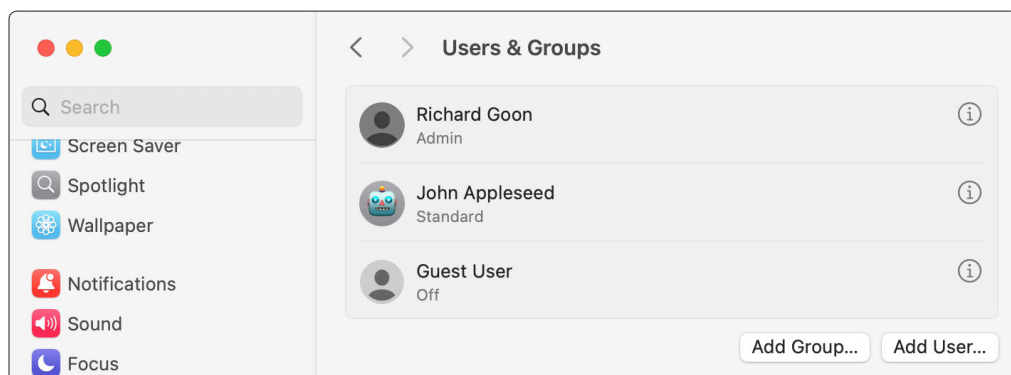 Users & Groups
Search
Screen Saver
Spotlight
Wallpaper
Notifications
Sound
Focus
Richard Goon
Admin
John Appleseed
Standard
Guest User
Off
Add Group...
Add User...